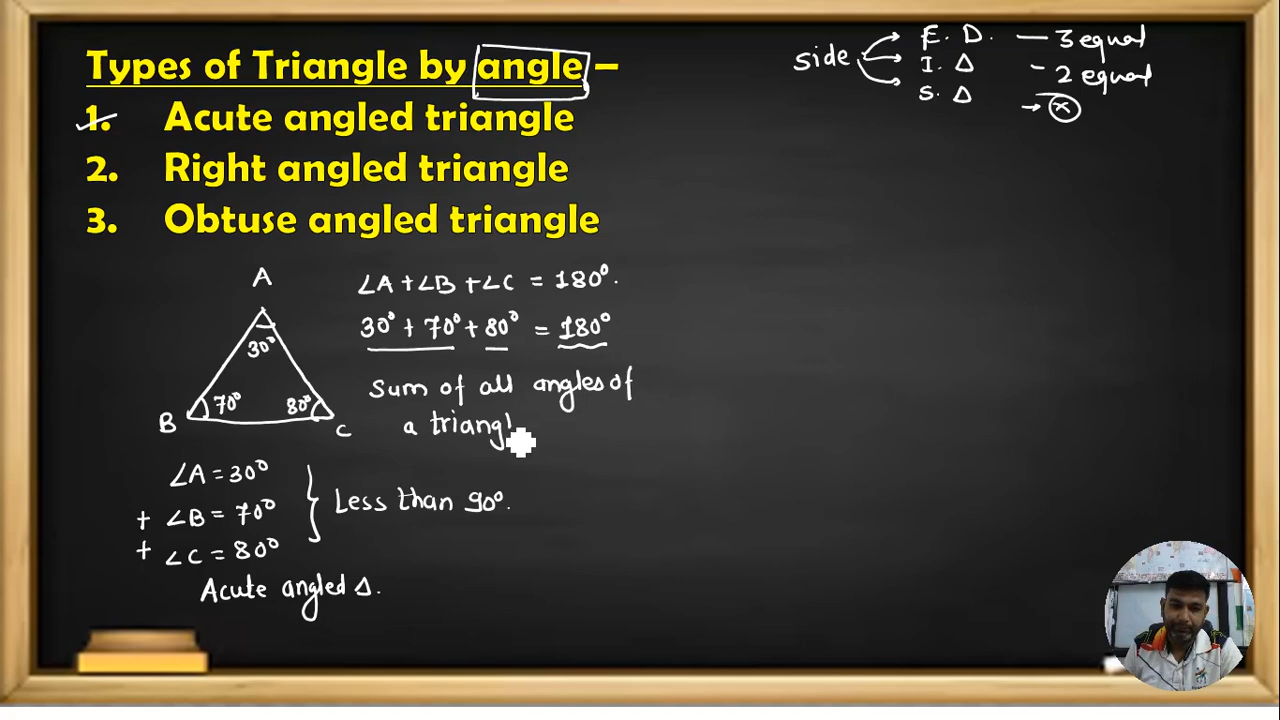 Types of Triangle by angle –
1. Acute angled triangle
2. Right angled triangle
3. Obtuse angled triangle
side
E. D. — 3 equal
I. Δ - 2 equal
S. Δ → ⓧ
A
30°
B 70° 80° C
∠A + ∠B + ∠C = 180°.
30° + 70° + 80° = 180°
Sum of all angles of
a triangl
∠A = 30°
+ ∠B = 70°
+ ∠C = 80°
Less than 90°.
Acute angled Δ.